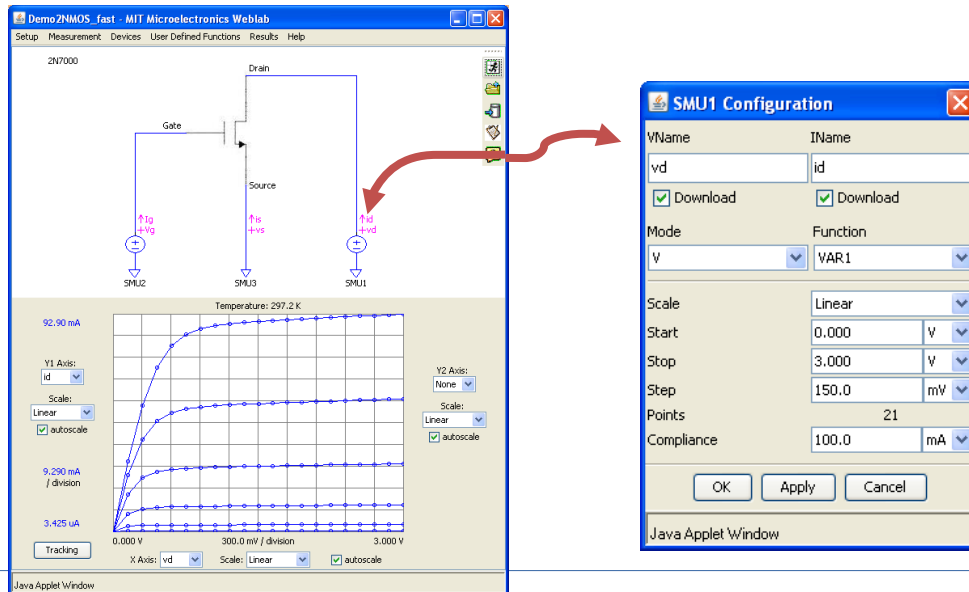 Demo2NMOS_fast - MIT Microelectronics Weblab
Setup Measurement Devices User Defined Functions Results Help
2N7000
Drain
Gate
Source
Ig
+Vg
is
+vs
id
+vd
SMU2
SMU3
SMU1
Temperature: 297.2 K
92.90 mA
Y1 Axis:
id
Scale:
Linear
autoscale
9.290 mA
/ division
3.425 uA
Tracking
Y2 Axis:
None
Scale:
Linear
autoscale
0.000 V 300.0 mV / division 3.000 V
X Axis: vd Scale: Linear autoscale
Java Applet Window
SMU1 Configuration
VName IName
vd id
Download Download
Mode Function
V VAR1
Scale Linear
Start 0.000 V
Stop 3.000 V
Step 150.0 mV
Points 21
Compliance 100.0 mA
OK Apply Cancel
Java Applet Window